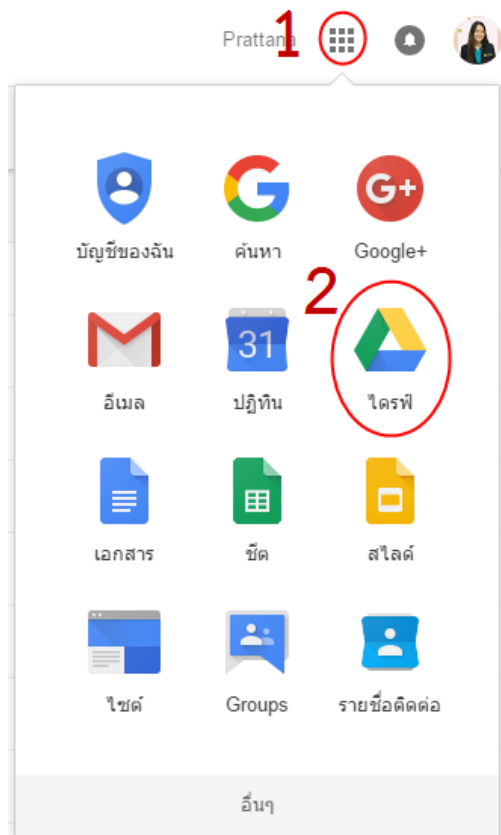 Prattana 1
บัญชีของฉัน ค้นหา Google+
2
31
อีเมล ปฏิทิน ไดรฟ์
เอกสาร ชีต สไลด์
ไซต์ Groups รายชื่อติดต่อ
อื่นๆ